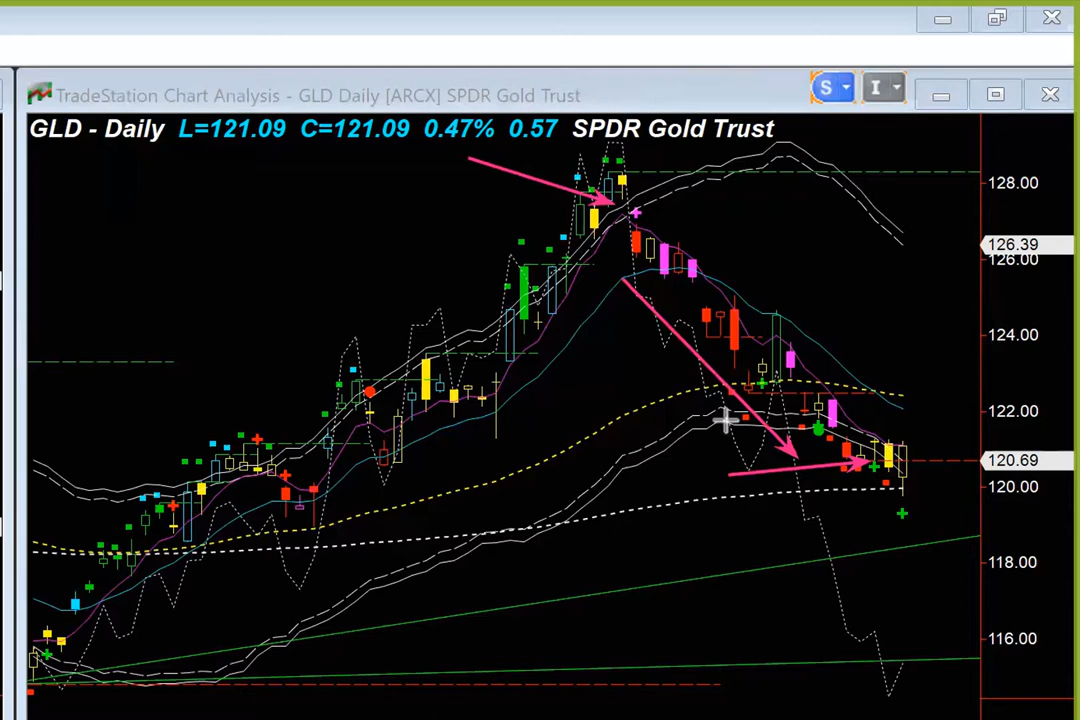 TradeStation Chart Analysis - GLD Daily [ARCX] SPDR Gold Trust
S
I
GLD - Daily L=121.09 C=121.09 0.47% 0.57 SPDR Gold Trust
128.00
126.39
126.00
124.00
122.00
120.69
120.00
118.00
116.00